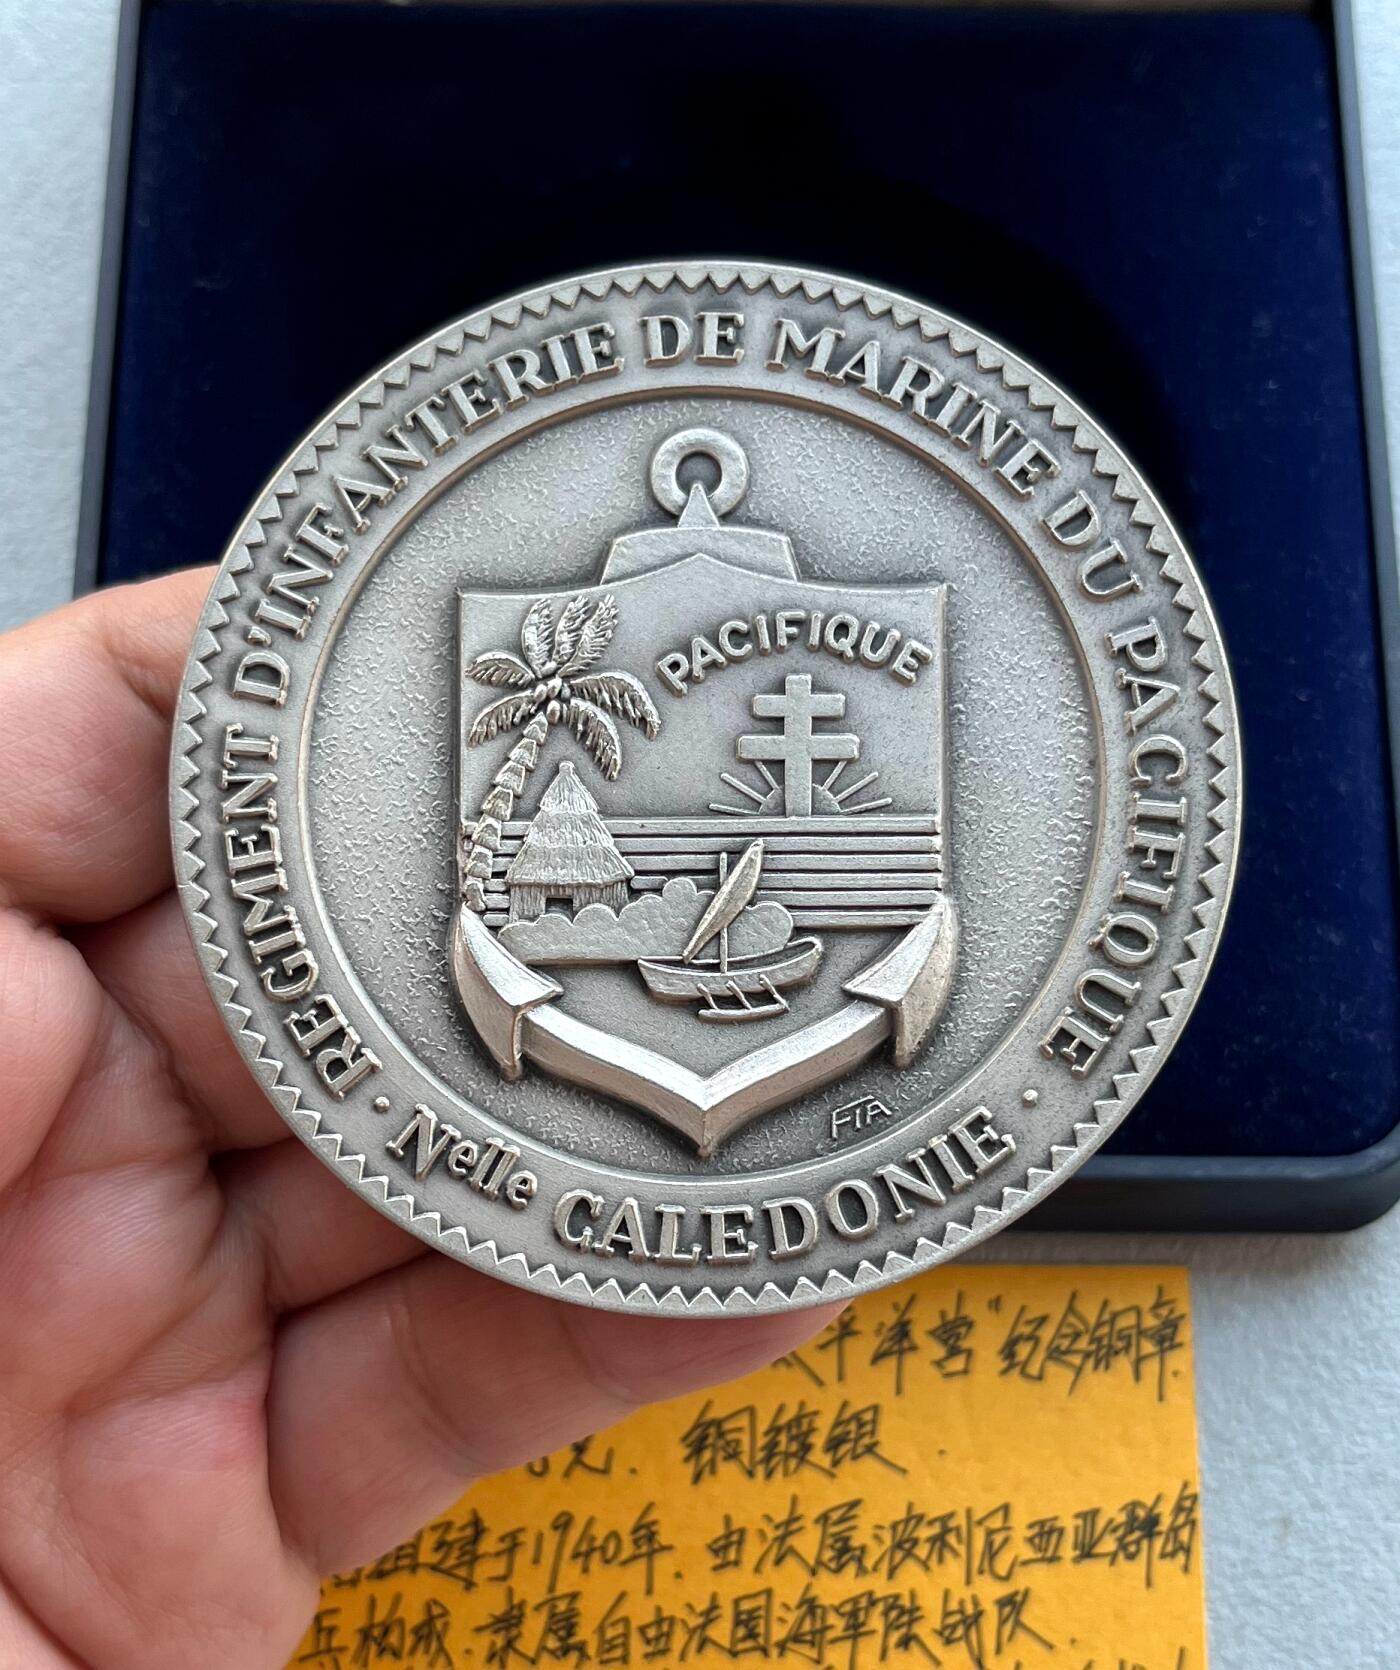 REGIMENT D'INFANTERIE DE MARINE DU PACIFIQUE
PACIFIQUE
FIA
· Nelle CALEDONIE ·
平洋营"纪念铜章.
克. 铜镀银.
组建于1940年. 由法属波利尼西亚群岛
兵构成. 隶属自由法国海军陆战队.